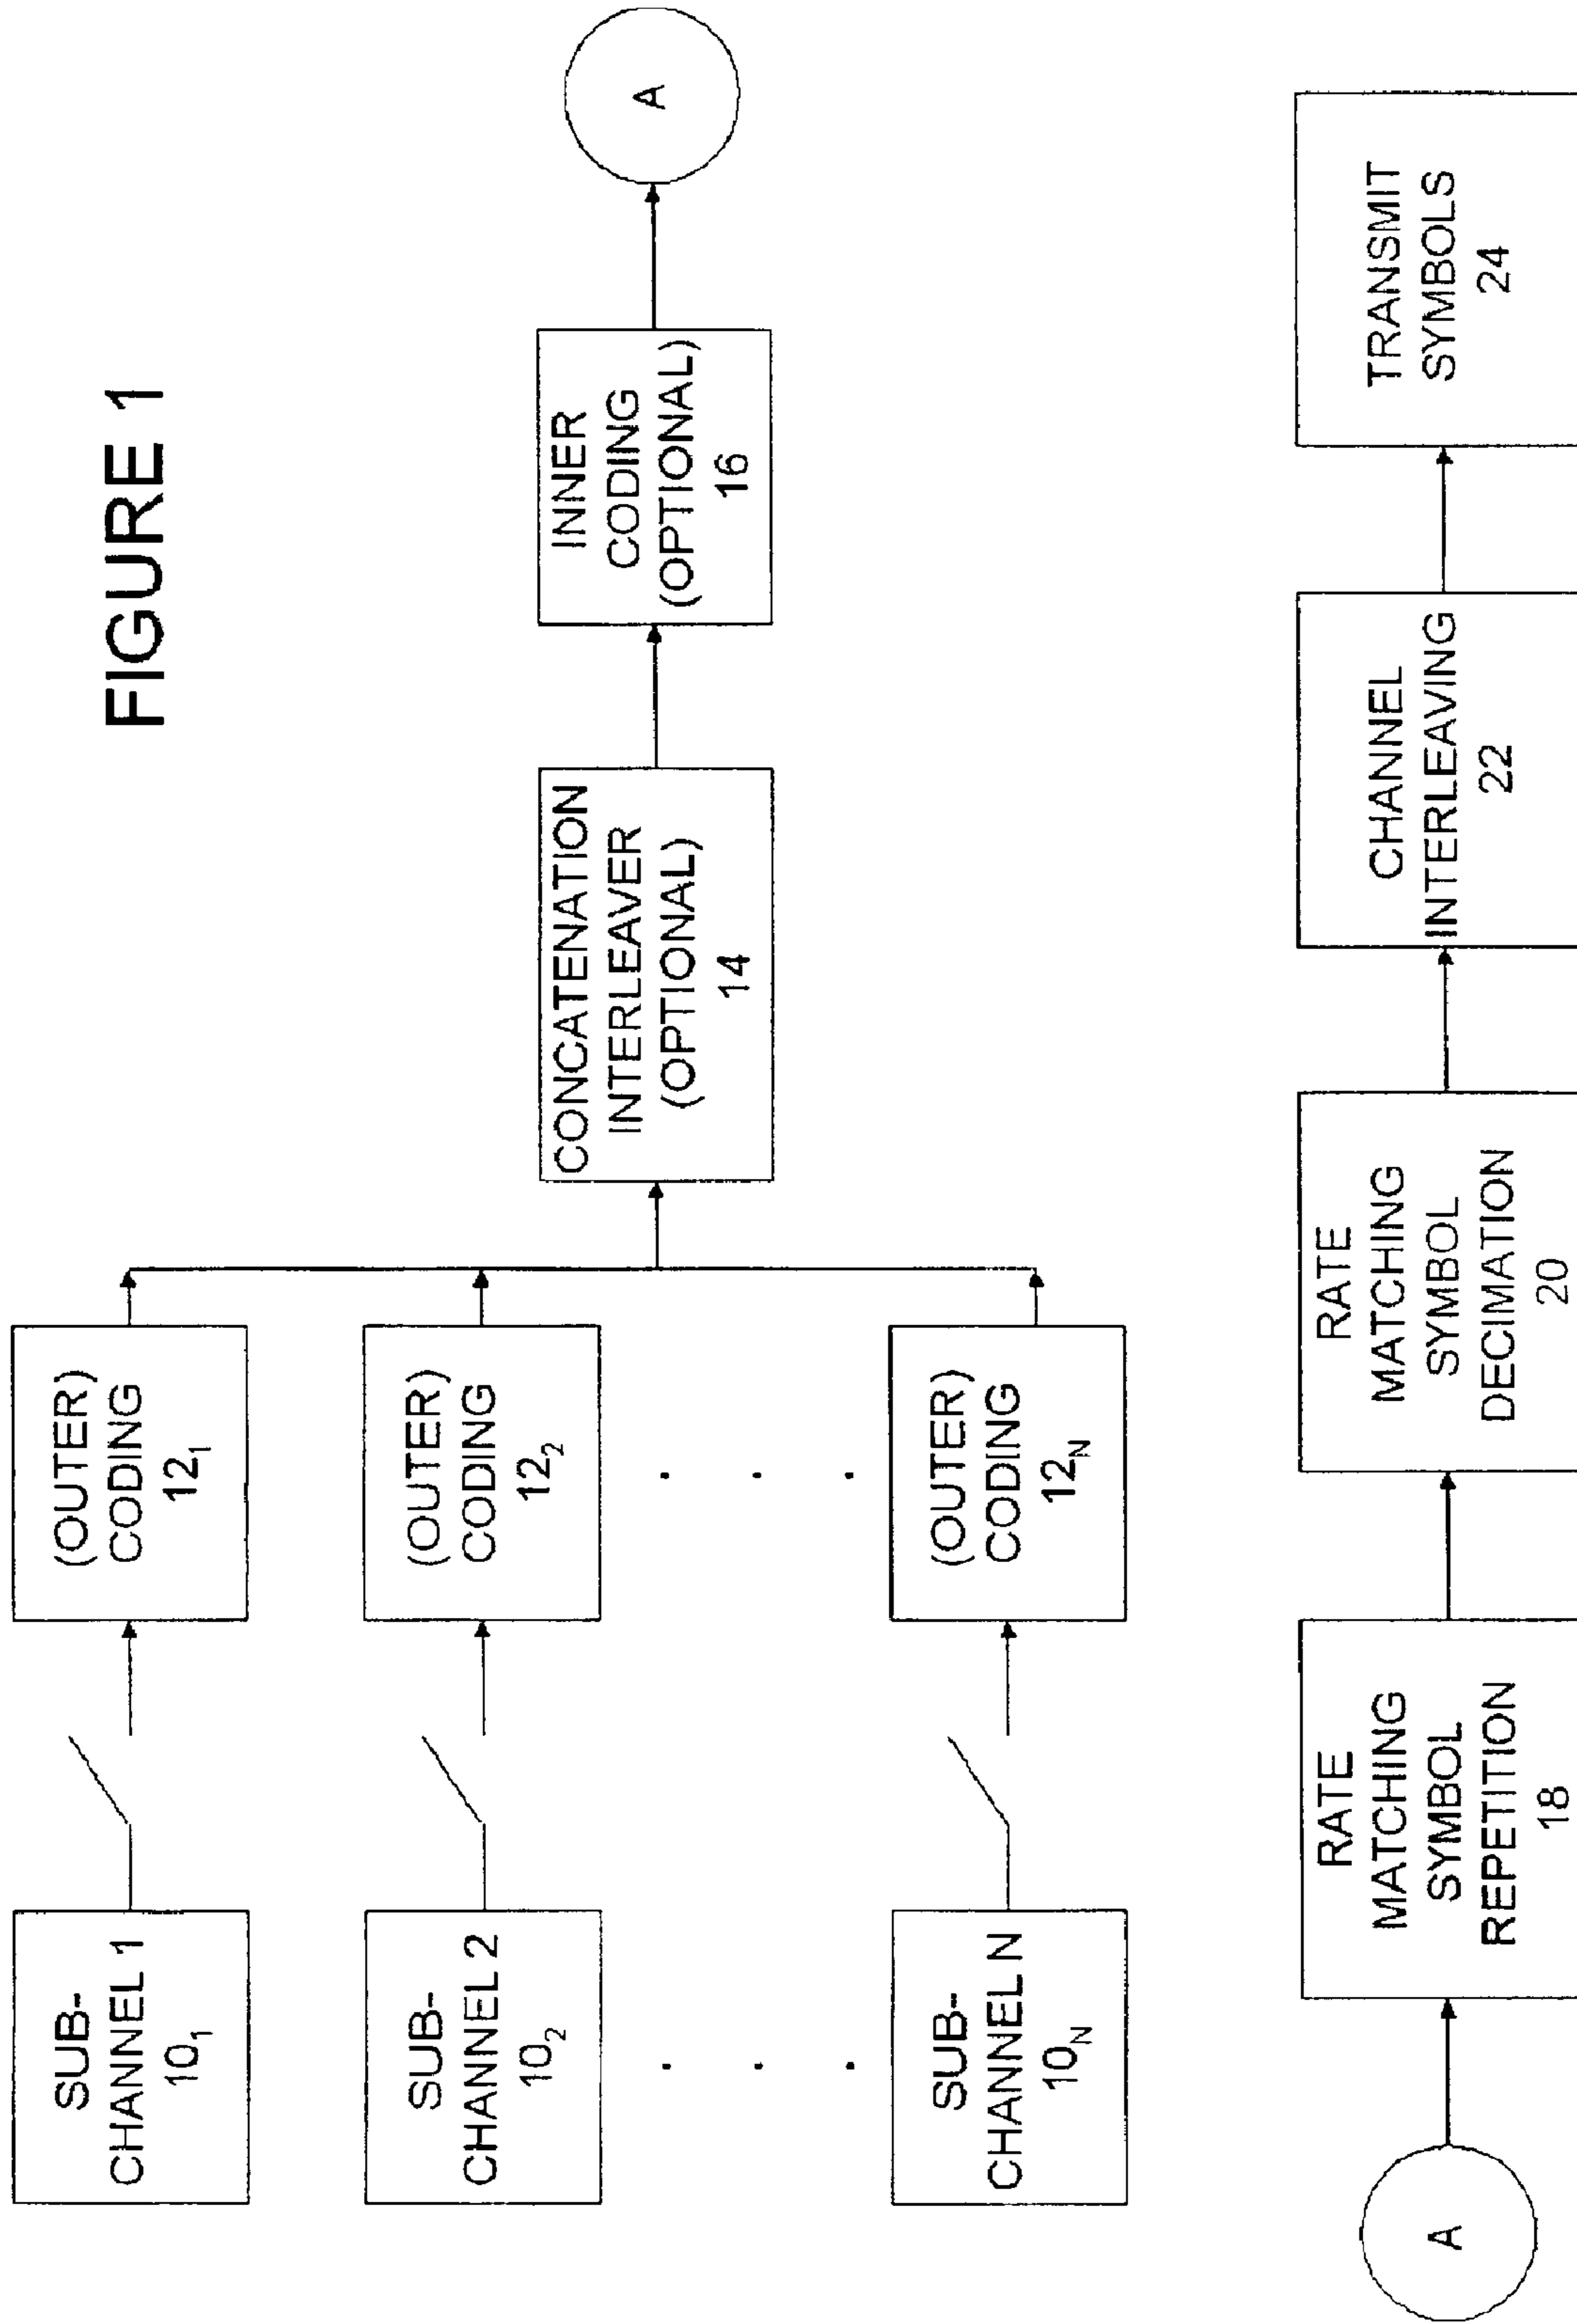 FIGURE 1
SUB-
CHANNEL 1
10₁
(OUTER)
CODING
12₁
SUB-
CHANNEL 2
10₂
(OUTER)
CODING
12₂
. . .
. . .
SUB-
CHANNEL N
10_N
(OUTER)
CODING
12_N
CONCATENATION
INTERLEAVER
(OPTIONAL)
14
INNER
CODING
(OPTIONAL)
16
A
A
RATE
MATCHING
SYMBOL
REPETITION
18
RATE
MATCHING
SYMBOL
DECIMATION
20
CHANNEL
INTERLEAVING
22
TRANSMIT
SYMBOLS
24